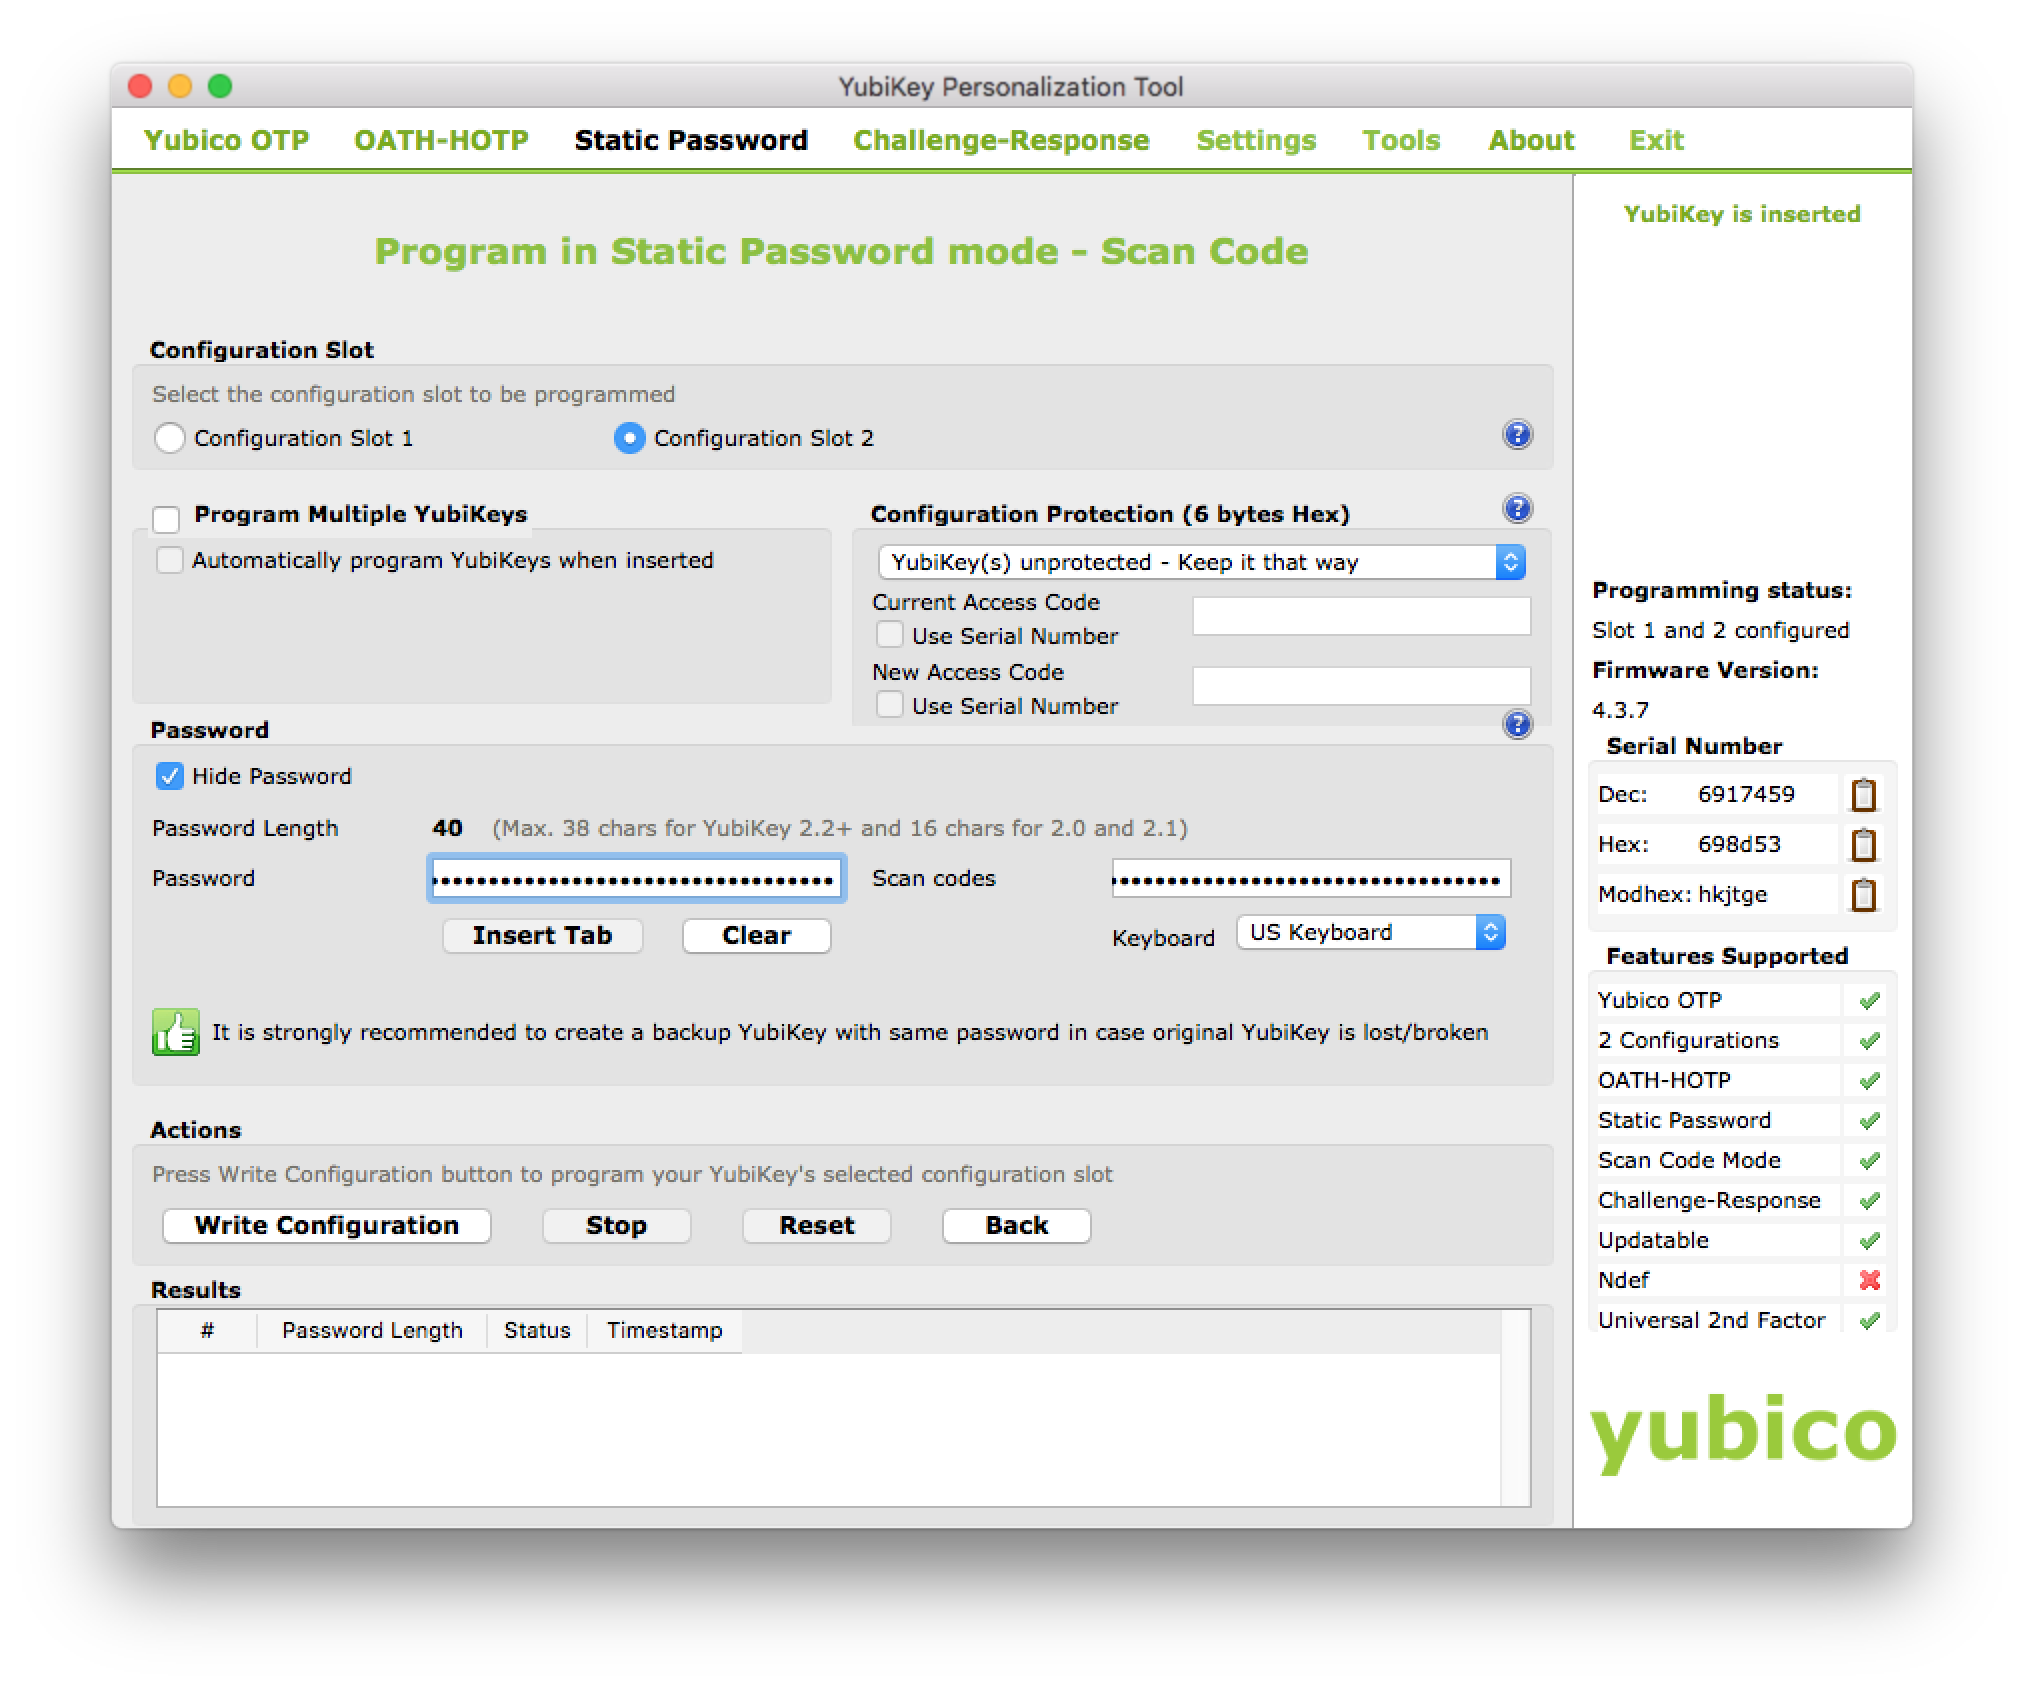 YubiKey Personalization Tool
Yubico OTP OATH-HOTP Static Password Challenge-Response Settings Tools About Exit
YubiKey is inserted
Program in Static Password mode - Scan Code
Configuration Slot
Select the configuration slot to be programmed
Configuration Slot 1 Configuration Slot 2
Program Multiple YubiKeys
Automatically program YubiKeys when inserted
Configuration Protection (6 bytes Hex)
YubiKey(s) unprotected - Keep it that way
Current Access Code
Use Serial Number
New Access Code
Use Serial Number
Password
Hide Password
Password Length 40 (Max. 38 chars for YubiKey 2.2+ and 16 chars for 2.0 and 2.1)
Password Scan codes
Insert Tab Clear Keyboard US Keyboard
It is strongly recommended to create a backup YubiKey with same password in case original YubiKey is lost/broken
Actions
Press Write Configuration button to program your YubiKey's selected configuration slot
Write Configuration Stop Reset Back
Results
# Password Length Status Timestamp
Programming status:
Slot 1 and 2 configured
Firmware Version:
4.3.7
Serial Number
Dec: 6917459
Hex: 698d53
Modhex: hkjtge
Features Supported
Yubico OTP
2 Configurations
OATH-HOTP
Static Password
Scan Code Mode
Challenge-Response
Updatable
Ndef
Universal 2nd Factor
yubico